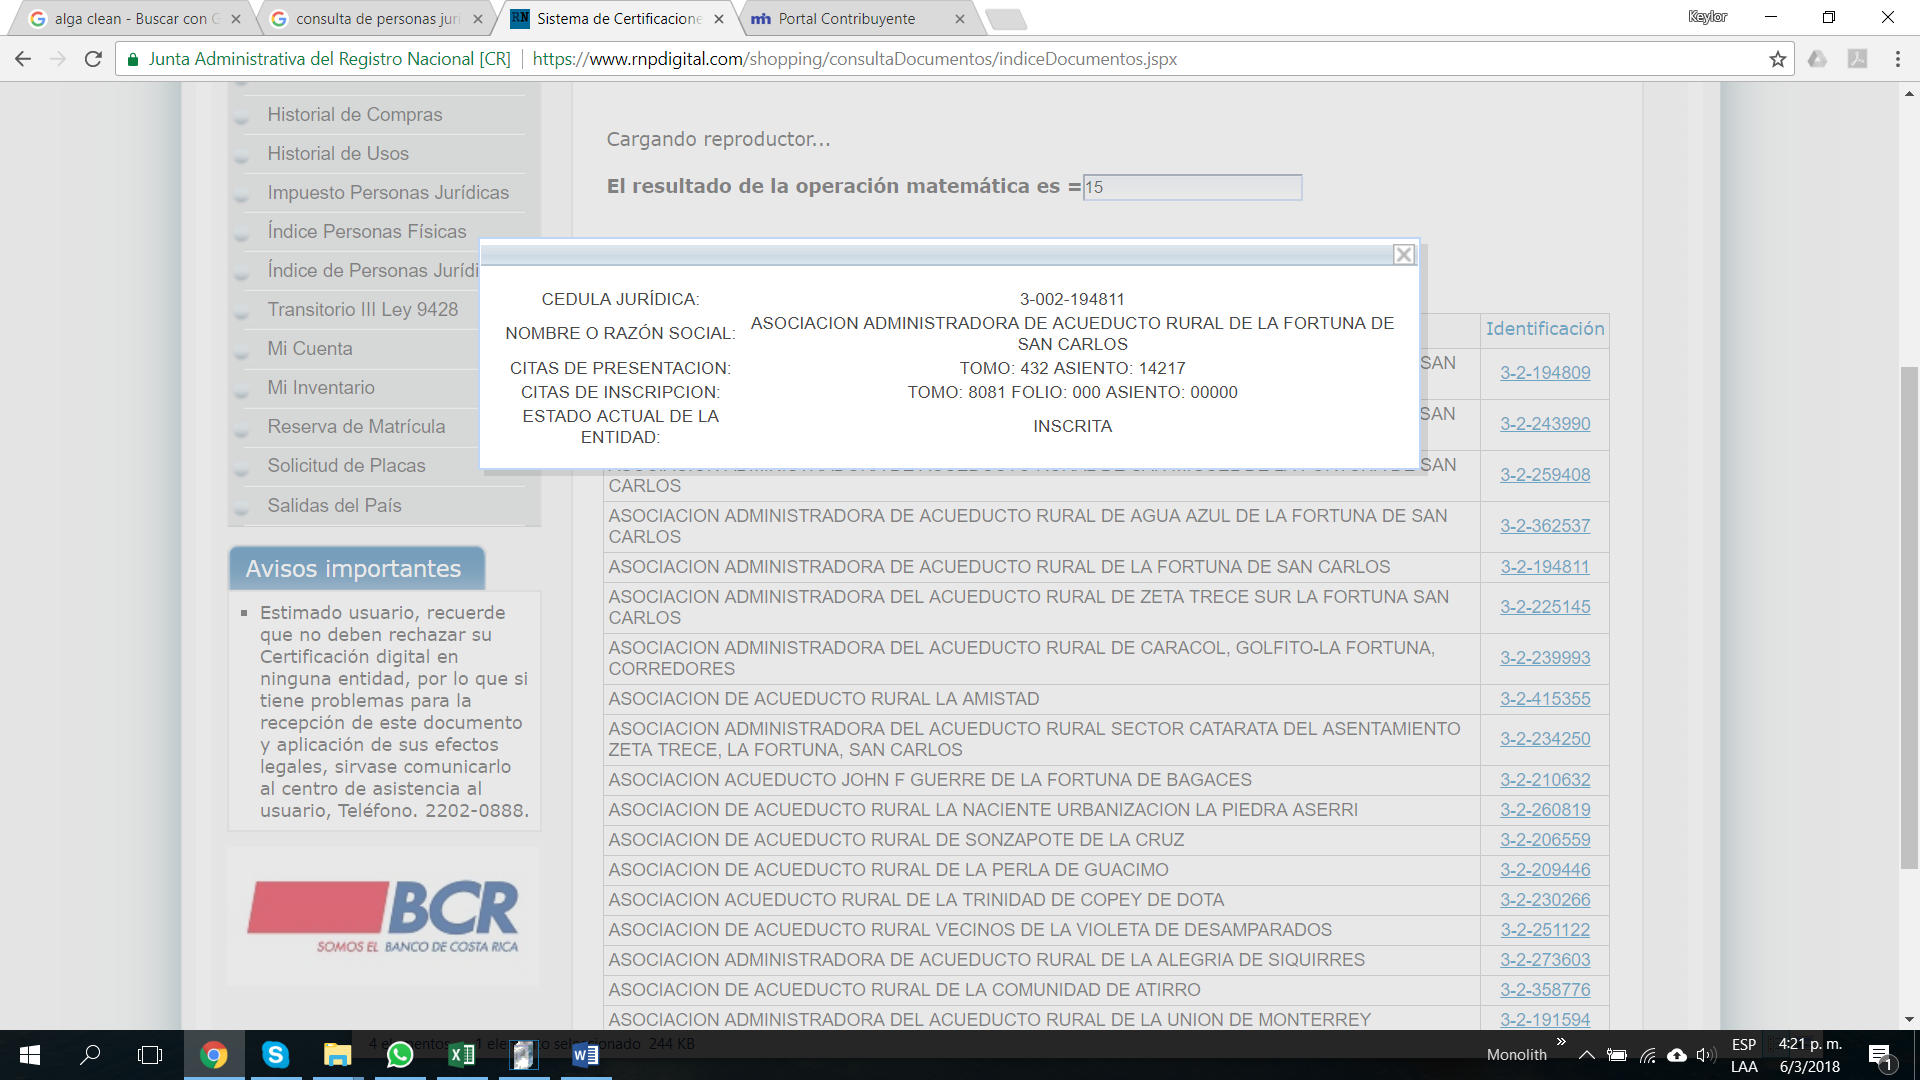 alga clean - Buscar con G
consulta de personas juri
Sistema de Certificacione
Portal Contribuyente
Keylor
Junta Administrativa del Registro Nacional [CR]
https://www.rnpdigital.com/shopping/consultaDocumentos/indiceDocumentos.jspx
Historial de Compras
Historial de Usos
Impuesto Personas Jurídicas
Índice Personas Físicas
Índice de Personas Jurídi
Transitorio III Ley 9428
Mi Cuenta
Mi Inventario
Reserva de Matrícula
Solicitud de Placas
Salidas del País
Avisos importantes
Estimado usuario, recuerde
que no deben rechazar su
Certificación digital en
ninguna entidad, por lo que si
tiene problemas para la
recepción de este documento
y aplicación de sus efectos
legales, sirvase comunicarlo
al centro de asistencia al
usuario, Teléfono. 2202-0888.
BCR
SOMOS EL BANCO DE COSTA RICA
Cargando reproductor...
El resultado de la operación matemática es =15
CEDULA JURÍDICA: 3-002-194811
NOMBRE O RAZÓN SOCIAL: ASOCIACION ADMINISTRADORA DE ACUEDUCTO RURAL DE LA FORTUNA DE
SAN CARLOS
CITAS DE PRESENTACION: TOMO: 432 ASIENTO: 14217
CITAS DE INSCRIPCION: TOMO: 8081 FOLIO: 000 ASIENTO: 00000
ESTADO ACTUAL DE LA
ENTIDAD: INSCRITA
Identificación
SAN 3-2-194809
SAN 3-2-243990
SAN
CARLOS 3-2-259408
ASOCIACION ADMINISTRADORA DE ACUEDUCTO RURAL DE AGUA AZUL DE LA FORTUNA DE SAN
CARLOS 3-2-362537
ASOCIACION ADMINISTRADORA DE ACUEDUCTO RURAL DE LA FORTUNA DE SAN CARLOS 3-2-194811
ASOCIACION ADMINISTRADORA DEL ACUEDUCTO RURAL DE ZETA TRECE SUR LA FORTUNA SAN
CARLOS 3-2-225145
ASOCIACION ADMINISTRADORA DEL ACUEDUCTO RURAL DE CARACOL, GOLFITO-LA FORTUNA,
CORREDORES 3-2-239993
ASOCIACION DE ACUEDUCTO RURAL LA AMISTAD 3-2-415355
ASOCIACION ADMINISTRADORA DEL ACUEDUCTO RURAL SECTOR CATARATA DEL ASENTAMIENTO
ZETA TRECE, LA FORTUNA, SAN CARLOS 3-2-234250
ASOCIACION ACUEDUCTO JOHN F GUERRE DE LA FORTUNA DE BAGACES 3-2-210632
ASOCIACION DE ACUEDUCTO RURAL LA NACIENTE URBANIZACION LA PIEDRA ASERRI 3-2-260819
ASOCIACION DE ACUEDUCTO RURAL DE SONZAPOTE DE LA CRUZ 3-2-206559
ASOCIACION DE ACUEDUCTO RURAL DE LA PERLA DE GUACIMO 3-2-209446
ASOCIACION ACUEDUCTO RURAL DE LA TRINIDAD DE COPEY DE DOTA 3-2-230266
ASOCIACION DE ACUEDUCTO RURAL VECINOS DE LA VIOLETA DE DESAMPARADOS 3-2-251122
ASOCIACION ADMINISTRADORA DE ACUEDUCTO RURAL DE LA ALEGRIA DE SIQUIRRES 3-2-273603
ASOCIACION DE ACUEDUCTO RURAL DE LA COMUNIDAD DE ATIRRO 3-2-358776
ASOCIACION ADMINISTRADORA DEL ACUEDUCTO RURAL DE LA UNION DE MONTERREY 3-2-191594
4 elementos 1 elemento seleccionado 244 KB
Monolith
ESP
LAA
4:21 p. m.
6/3/2018
1